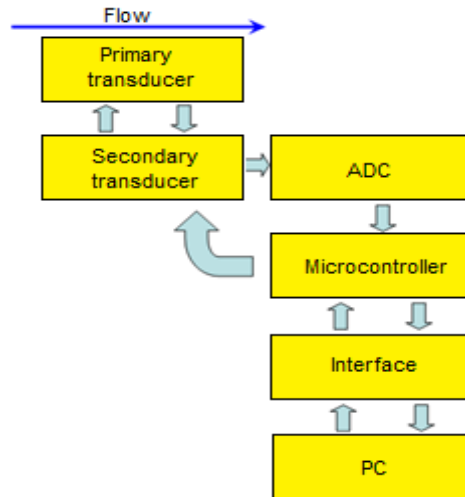 Flow
Primary
transducer
Secondary
transducer
ADC
Microcontroller
Interface
PC